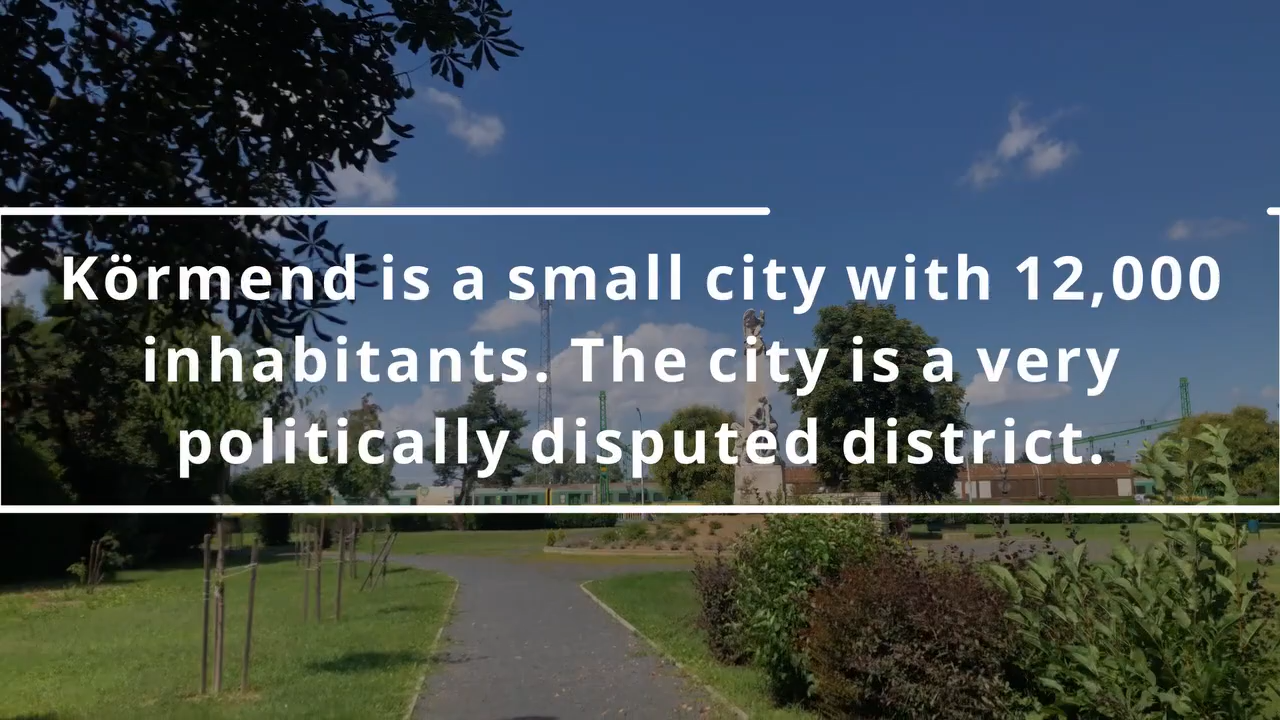 Körmend is a small city with 12,000
inhabitants. The city is a very
politically disputed district.